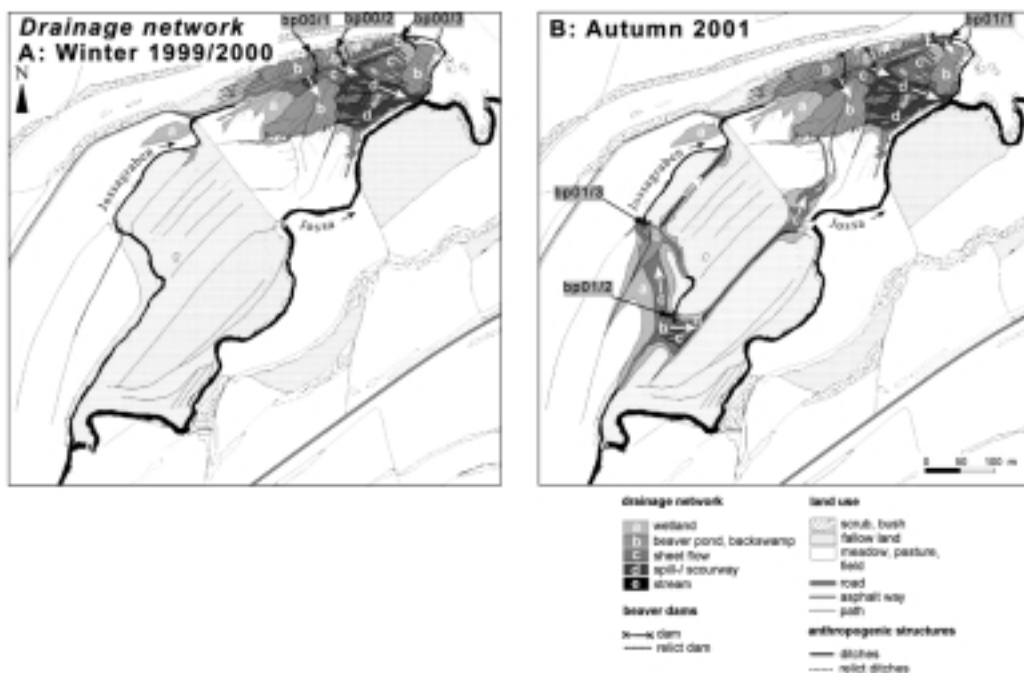 Drainage network
A: Winter 1999/2000
N
bp00/1
bp00/2
bp00/3
b
b
b
c
a
a
d
Jossagraben
Jossa
B: Autumn 2001
bp01/1
b
b
b
c
a
a
d
Jossagraben
bp01/3
bp01/2
Jossa
b
c
0 50 100 m
drainage network
a wetland
b beaver pond, backswamp
c sheet flow
d spill-/ scourway
e stream
beaver dams
dam
relict dam
land use
scrub, bush
fallow land
meadow, pasture,
field
road
asphalt way
path
anthropogenic structures
ditches
relict ditches